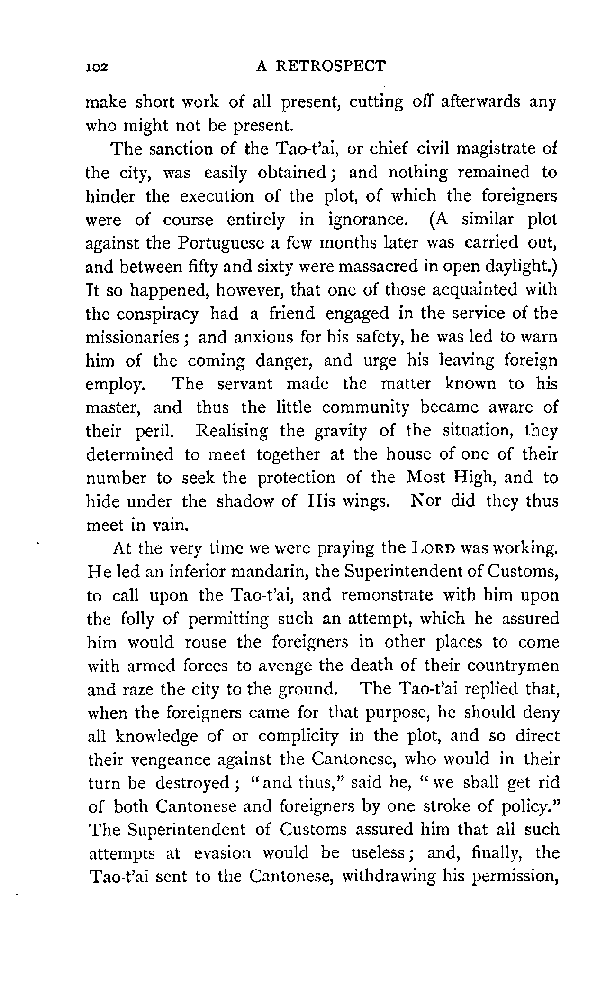 102 A RETROSPECT
make short work of all present, cutting off afterwards any
who might not be present.
The sanction of the Tao-t'ai, or chief civil magistrate of
the city, was easily obtained; and nothing remained to
hinder the execution of the plot, of which the foreigners
were of course entirely in ignorance. (A similar plot
against the Portuguese a few months later was carried out,
and between fifty and sixty were massacred in open daylight.)
It so happened, however, that one of those acquainted with
the conspiracy had a friend engaged in the service of the
missionaries; and anxious for his safety, he was led to warn
him of the coming danger, and urge his leaving foreign
employ. The servant made the matter known to his
master, and thus the little community became aware of
their peril. Realising the gravity of the situation, they
determined to meet together at the house of one of their
number to seek the protection of the Most High, and to
hide under the shadow of His wings. Nor did they thus
meet in vain.
At the very time we were praying the LORD was working.
He led an inferior mandarin, the Superintendent of Customs,
to call upon the Tao-t'ai, and remonstrate with him upon
the folly of permitting such an attempt, which he assured
him would rouse the foreigners in other places to come
with armed forces to avenge the death of their countrymen
and raze the city to the ground. The Tao-t'ai replied that,
when the foreigners came for that purpose, he should deny
all knowledge of or complicity in the plot, and so direct
their vengeance against the Cantonese, who would in their
turn be destroyed; "and thus," said he, "we shall get rid
of both Cantonese and foreigners by one stroke of policy."
The Superintendent of Customs assured him that all such
attempts at evasion would be useless; and, finally, the
Tao-t'ai sent to the Cantonese, withdrawing his permission,